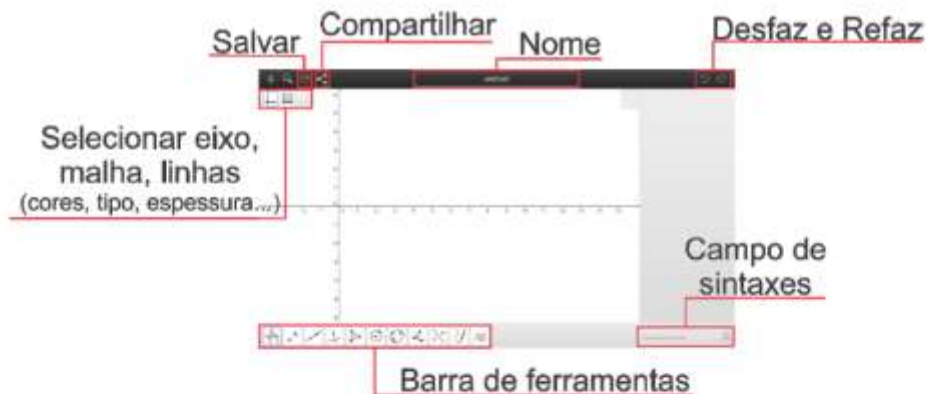 Salvar
Compartilhar
Nome
Desfaz e Refaz
Selecionar eixo,
malha, linhas
(cores, tipo, espessura...)
Campo de
sintaxes
Barra de ferramentas